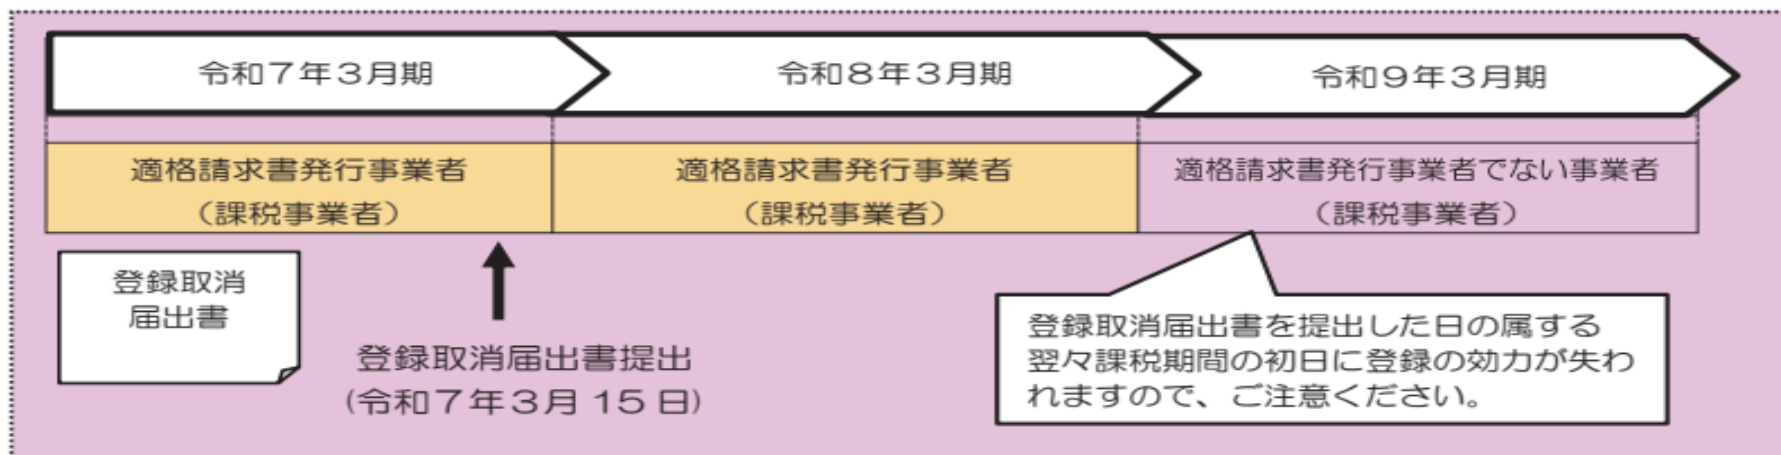 令和7年3月期
令和8年3月期
令和9年3月期
適格請求書発行事業者
（課税事業者）
適格請求書発行事業者
（課税事業者）
適格請求書発行事業者でない事業者
（課税事業者）
登録取消
届出書
登録取消届出書提出
(令和7年3月 15 日)
登録取消届出書を提出した日の属する
翌々課税期間の初日に登録の効力が失わ
れますので、ご注意ください。